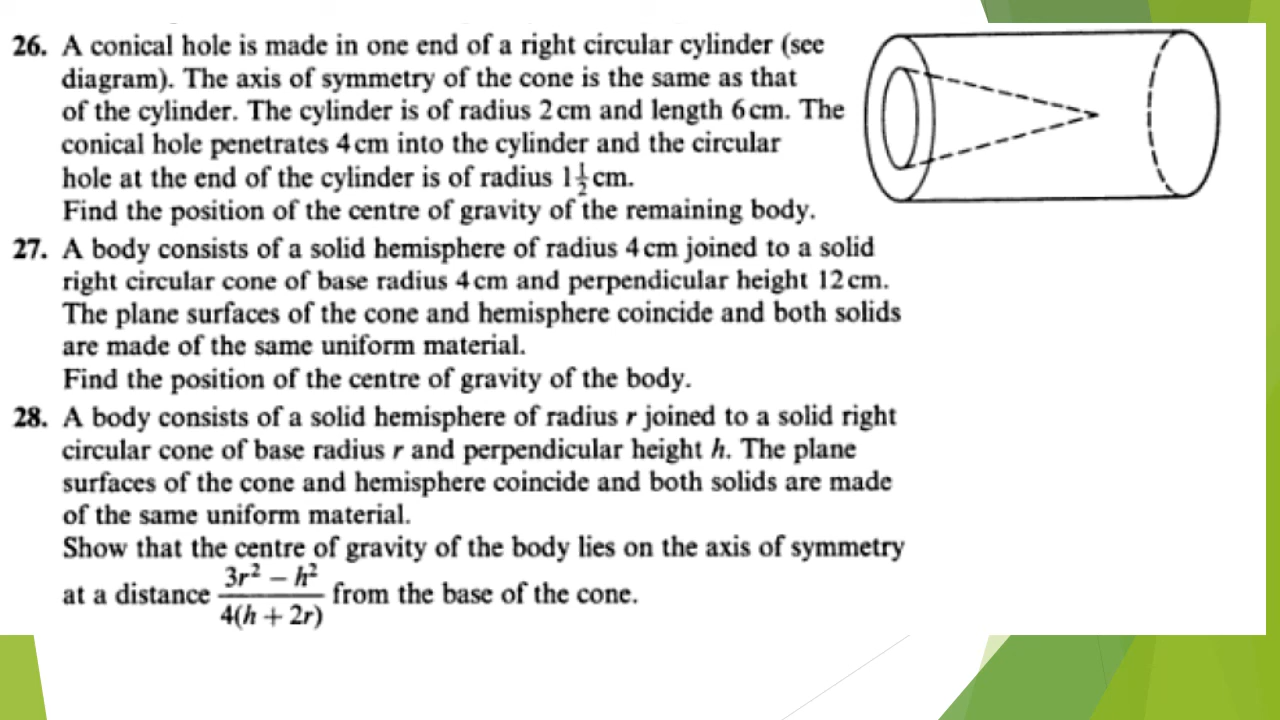 26. A conical hole is made in one end of a right circular cylinder (see
diagram). The axis of symmetry of the cone is the same as that
of the cylinder. The cylinder is of radius 2 cm and length 6 cm. The
conical hole penetrates 4 cm into the cylinder and the circular
hole at the end of the cylinder is of radius 1½ cm.
Find the position of the centre of gravity of the remaining body.
27. A body consists of a solid hemisphere of radius 4 cm joined to a solid
right circular cone of base radius 4 cm and perpendicular height 12 cm.
The plane surfaces of the cone and hemisphere coincide and both solids
are made of the same uniform material.
Find the position of the centre of gravity of the body.
28. A body consists of a solid hemisphere of radius r joined to a solid right
circular cone of base radius r and perpendicular height h. The plane
surfaces of the cone and hemisphere coincide and both solids are made
of the same uniform material.
Show that the centre of gravity of the body lies on the axis of symmetry
at a distance (3r² − h²)/(4(h + 2r)) from the base of the cone.